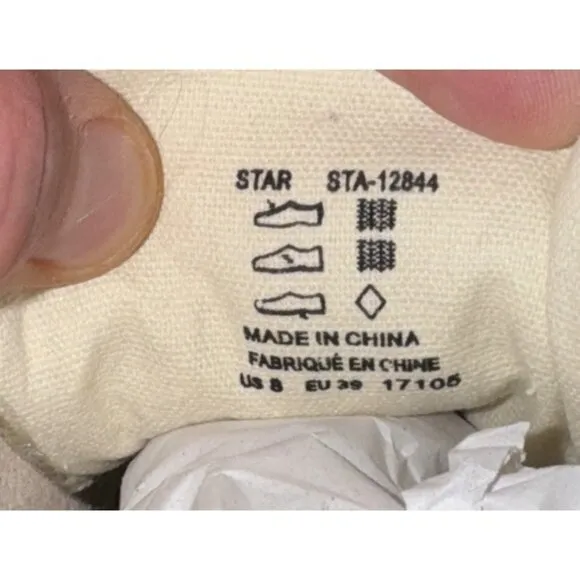 STAR STA-12844
MADE IN CHINA
FABRIQUÉ EN CHINE
US 8 EU 39 17105